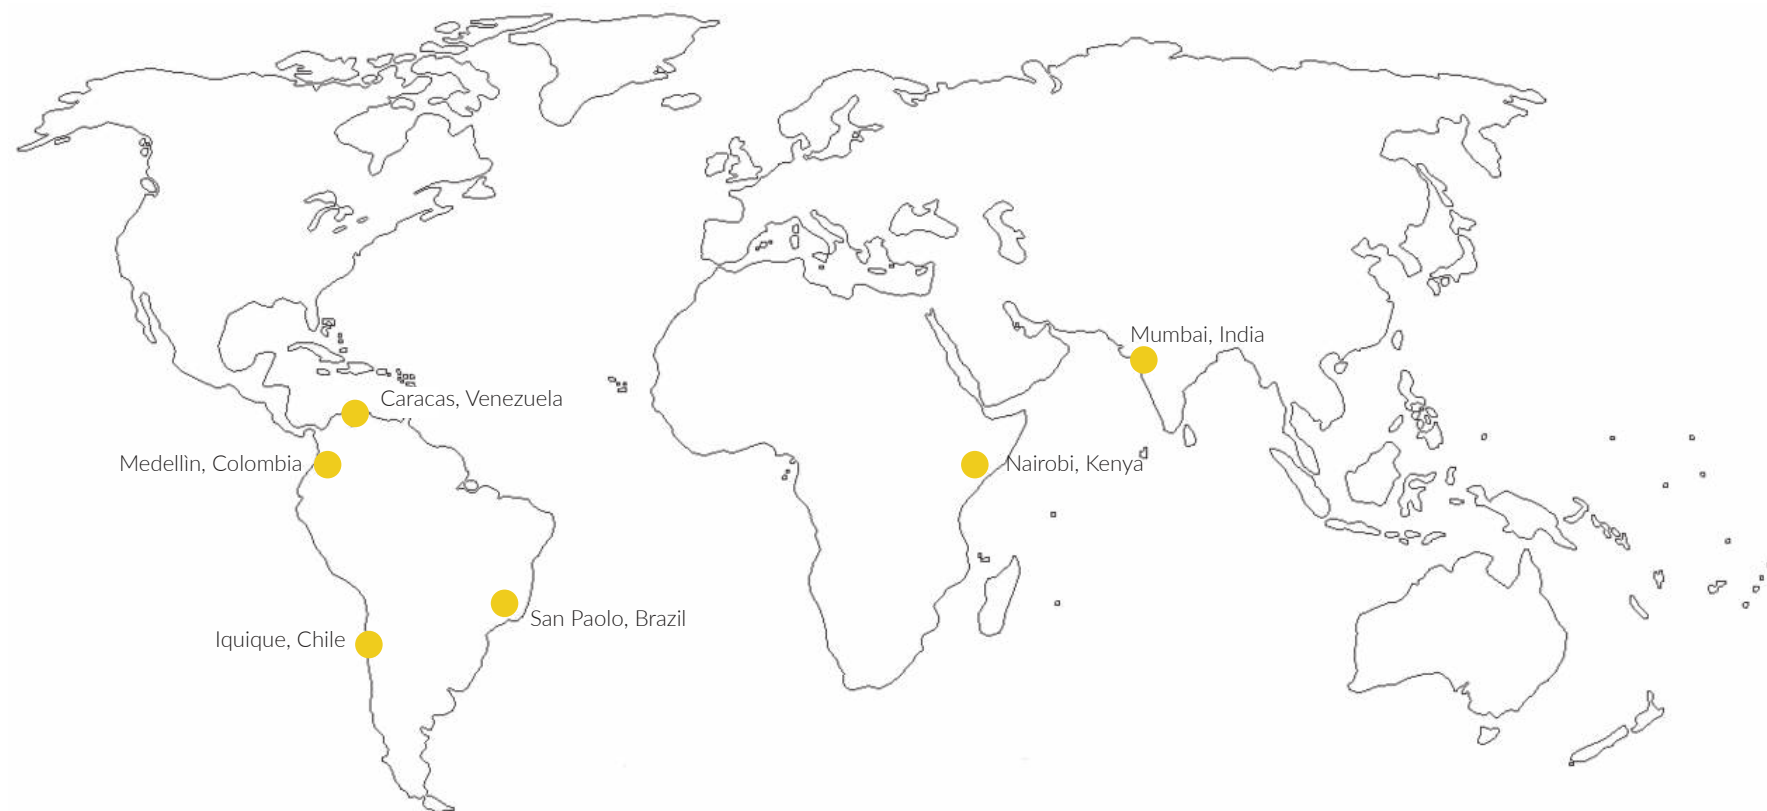 Mumbai, India
Caracas, Venezuela
Medellìn, Colombia
Nairobi, Kenya
San Paolo, Brazil
Iquique, Chile